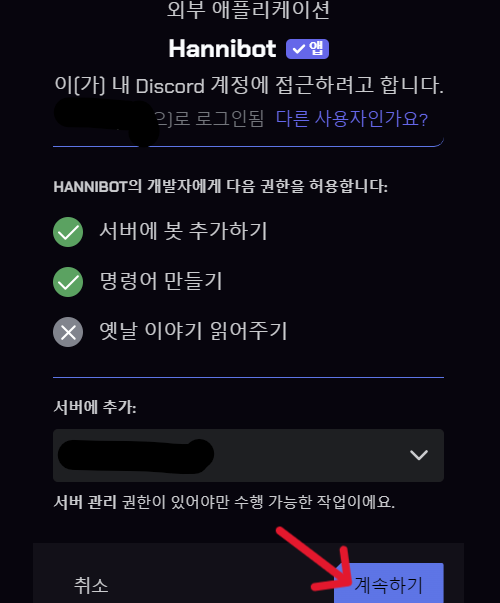 외부 애플리케이션
Hannibot 앱
이(가) 내 Discord 계정에 접근하려고 합니다.
로 로그인됨 다른 사용자인가요?
HANNIBOT의 개발자에게 다음 권한을 허용합니다:
서버에 봇 추가하기
명령어 만들기
옛날 이야기 읽어주기
서버에 추가:
서버 관리 권한이 있어야만 수행 가능한 작업이에요.
취소 계속하기